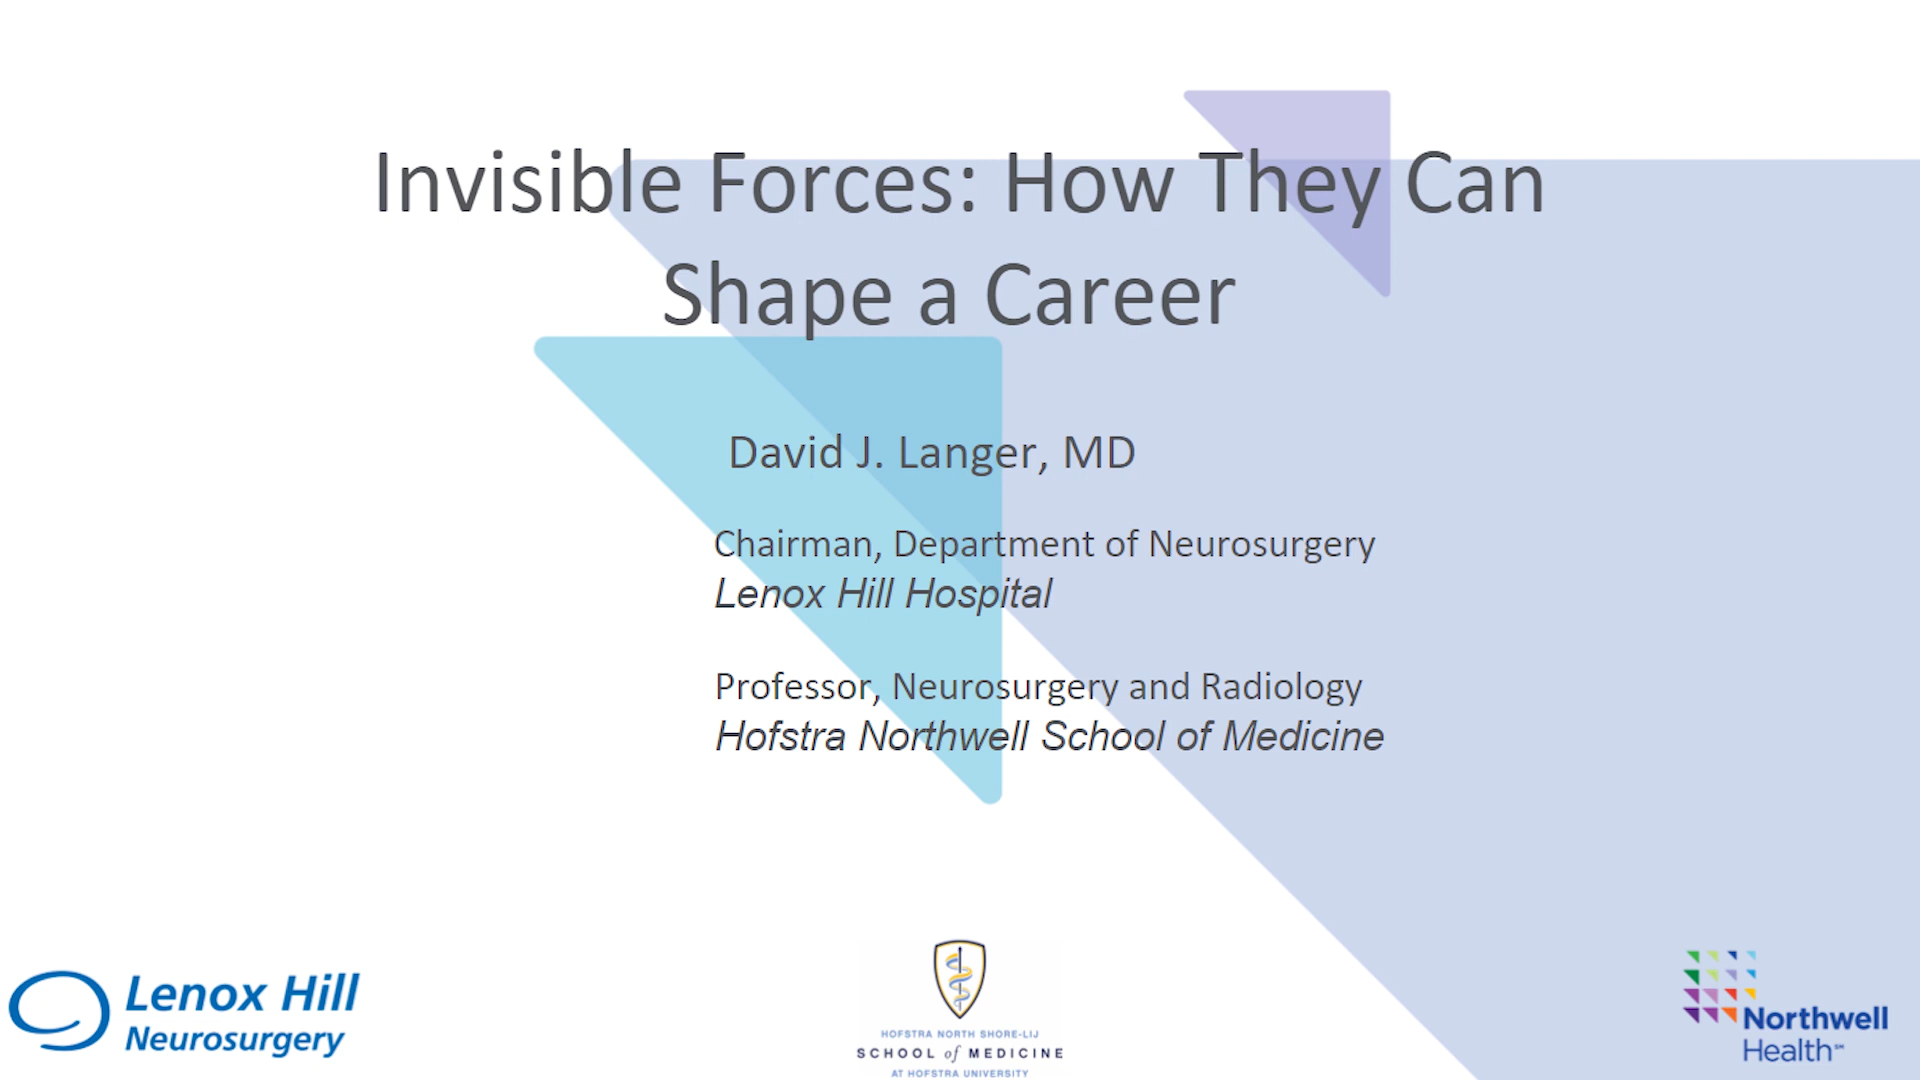 Invisible Forces: How They Can
Shape a Career
David J. Langer, MD
Chairman, Department of Neurosurgery
Lenox Hill Hospital
Professor, Neurosurgery and Radiology
Hofstra Northwell School of Medicine
Lenox Hill
Neurosurgery
HOFSTRA NORTH SHORE-LIJ
SCHOOL of MEDICINE
AT HOFSTRA UNIVERSITY
Northwell
Health℠